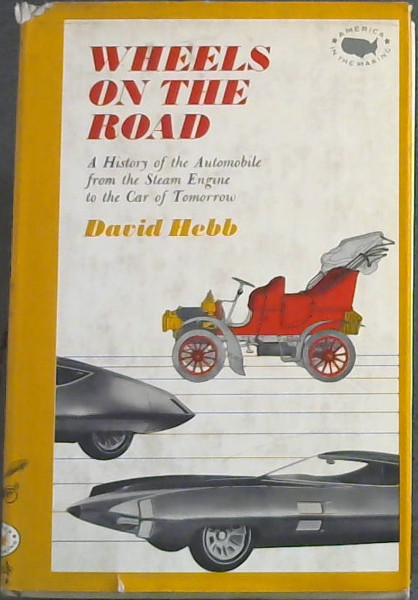 WHEELS
ON THE
ROAD
A History of the Automobile
from the Steam Engine
to the Car of Tomorrow
David Hebb
AMERICA
IN THE MAKING